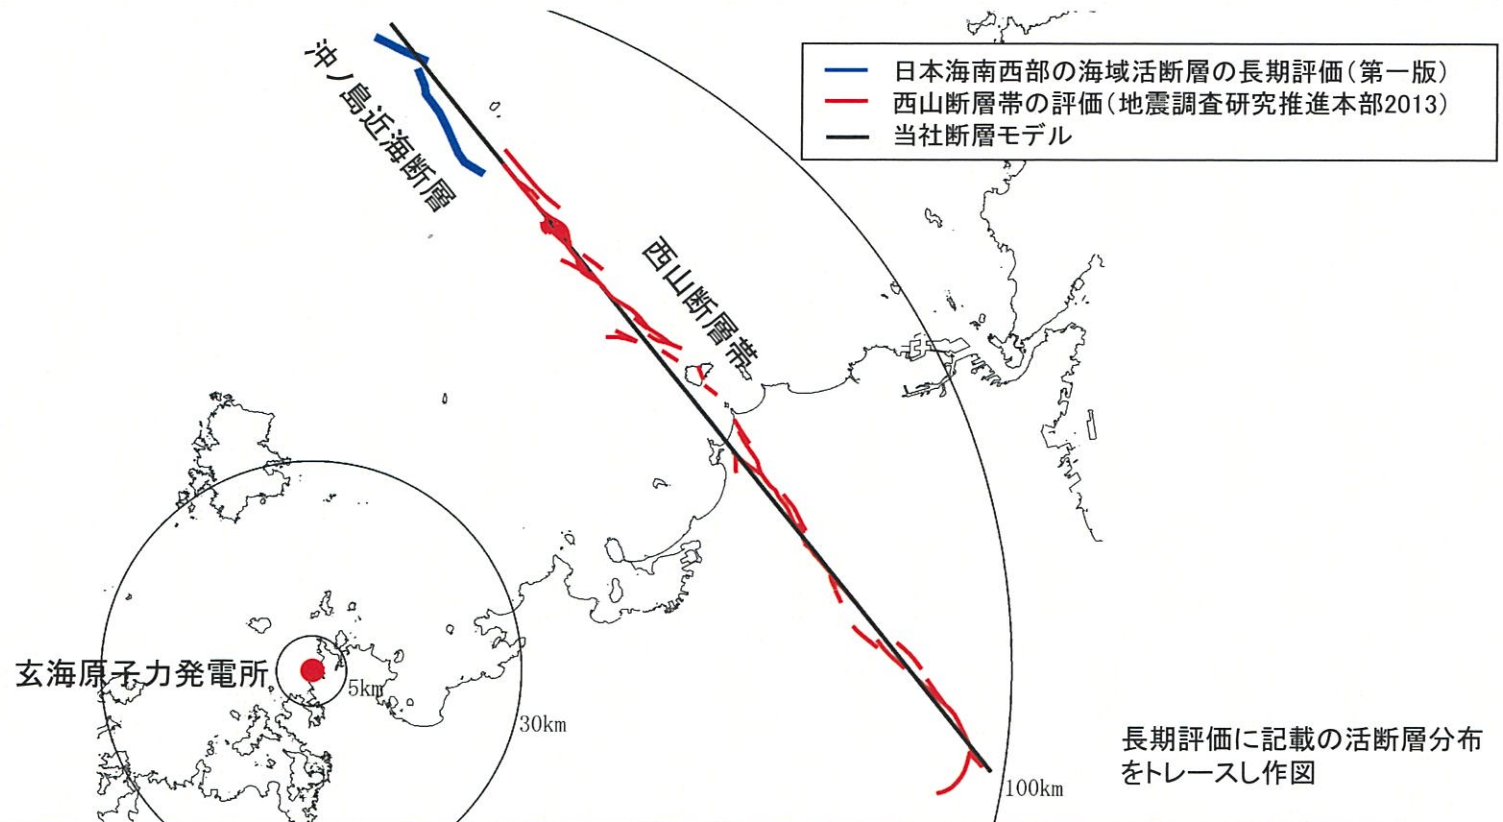 沖ノ島近海断層
日本海南西部の海域活断層の長期評価(第一版)
西山断層帯の評価(地震調査研究推進本部2013)
当社断層モデル
西山断層帯
玄海原子力発電所
5km
30km
100km
長期評価に記載の活断層分布
をトレースし作図